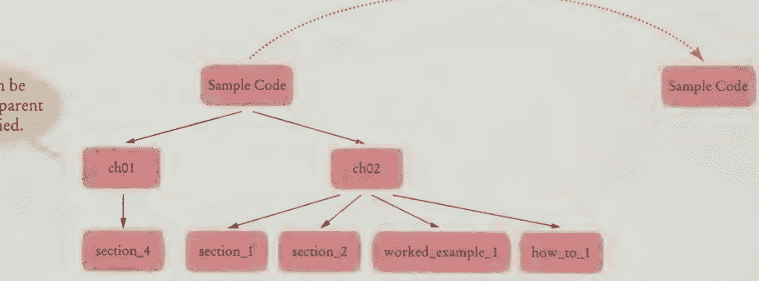 n be
parent
ied.
Sample Code
Sample Code
ch01
ch02
section_4
section_1
section_2
worked_example_1
how_to_1